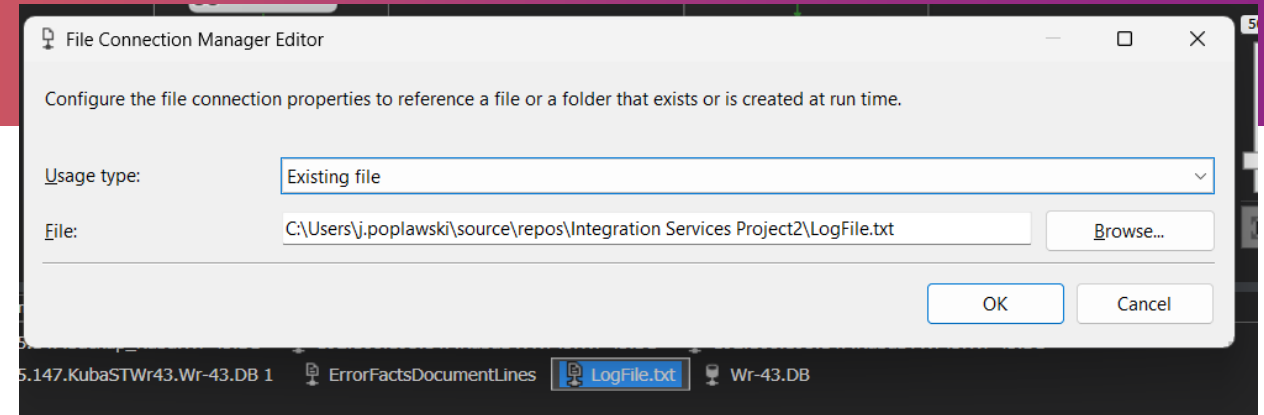 File Connection Manager Editor
Configure the file connection properties to reference a file or a folder that exists or is created at run time.
Usage type:
Existing file
File:
C:\Users\j.poplawski\source\repos\Integration Services Project2\LogFile.txt
Browse...
OK
Cancel
5.147.KubaSTWr43.Wr-43.DB 1
ErrorFactsDocumentLines
LogFile.txt
Wr-43.DB